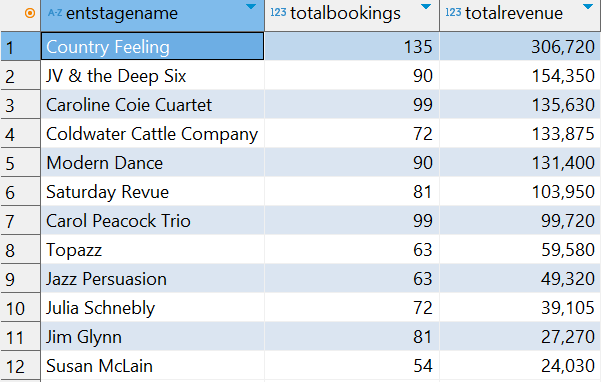 A-Z entstagename 123 totalbookings 123 totalrevenue
1 Country Feeling 135 306,720
2 JV & the Deep Six 90 154,350
3 Caroline Coie Cuartet 99 135,630
4 Coldwater Cattle Company 72 133,875
5 Modern Dance 90 131,400
6 Saturday Revue 81 103,950
7 Carol Peacock Trio 99 99,720
8 Topazz 63 59,580
9 Jazz Persuasion 63 49,320
10 Julia Schnebly 72 39,105
11 Jim Glynn 81 27,270
12 Susan McLain 54 24,030